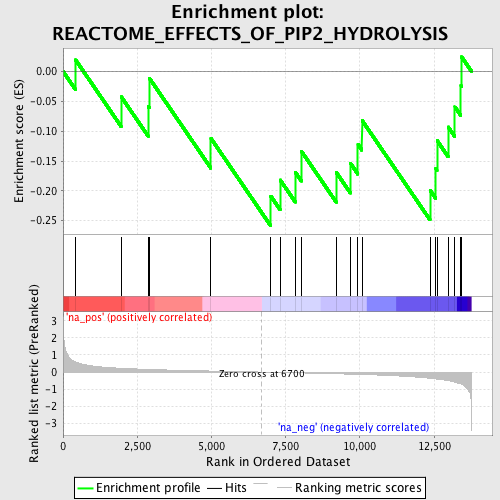 Enrichment plot:
REACTOME_EFFECTS_OF_PIP2_HYDROLYSIS
Enrichment score (ES)
0.00
-0.05
-0.10
-0.15
-0.20
-0.25
'na_pos' (positively correlated)
Ranked list metric (PreRanked)
3
2
1
0
-1
-2
-3
Zero cross at 6700
'na_neg' (negatively correlated)
0 2,500 5,000 7,500 10,000 12,500
Rank in Ordered Dataset
Enrichment profile Hits Ranking metric scores